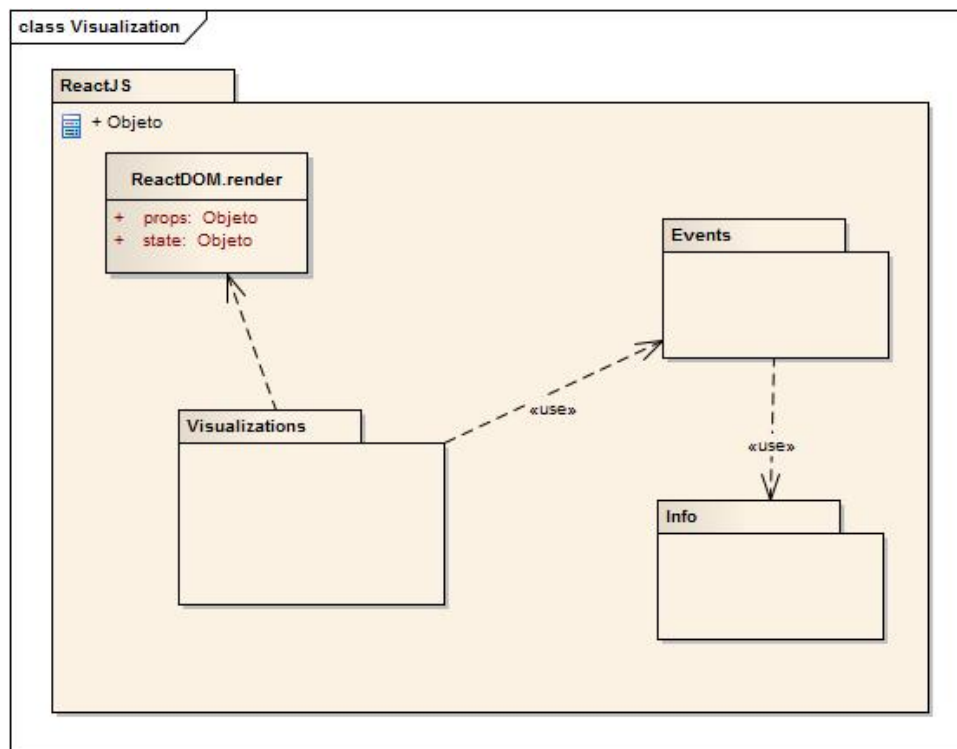 class Visualization
ReactJS
+ Objeto
ReactDOM.render
+ props: Objeto
+ state: Objeto
Events
Visualizations
«use»
«use»
Info